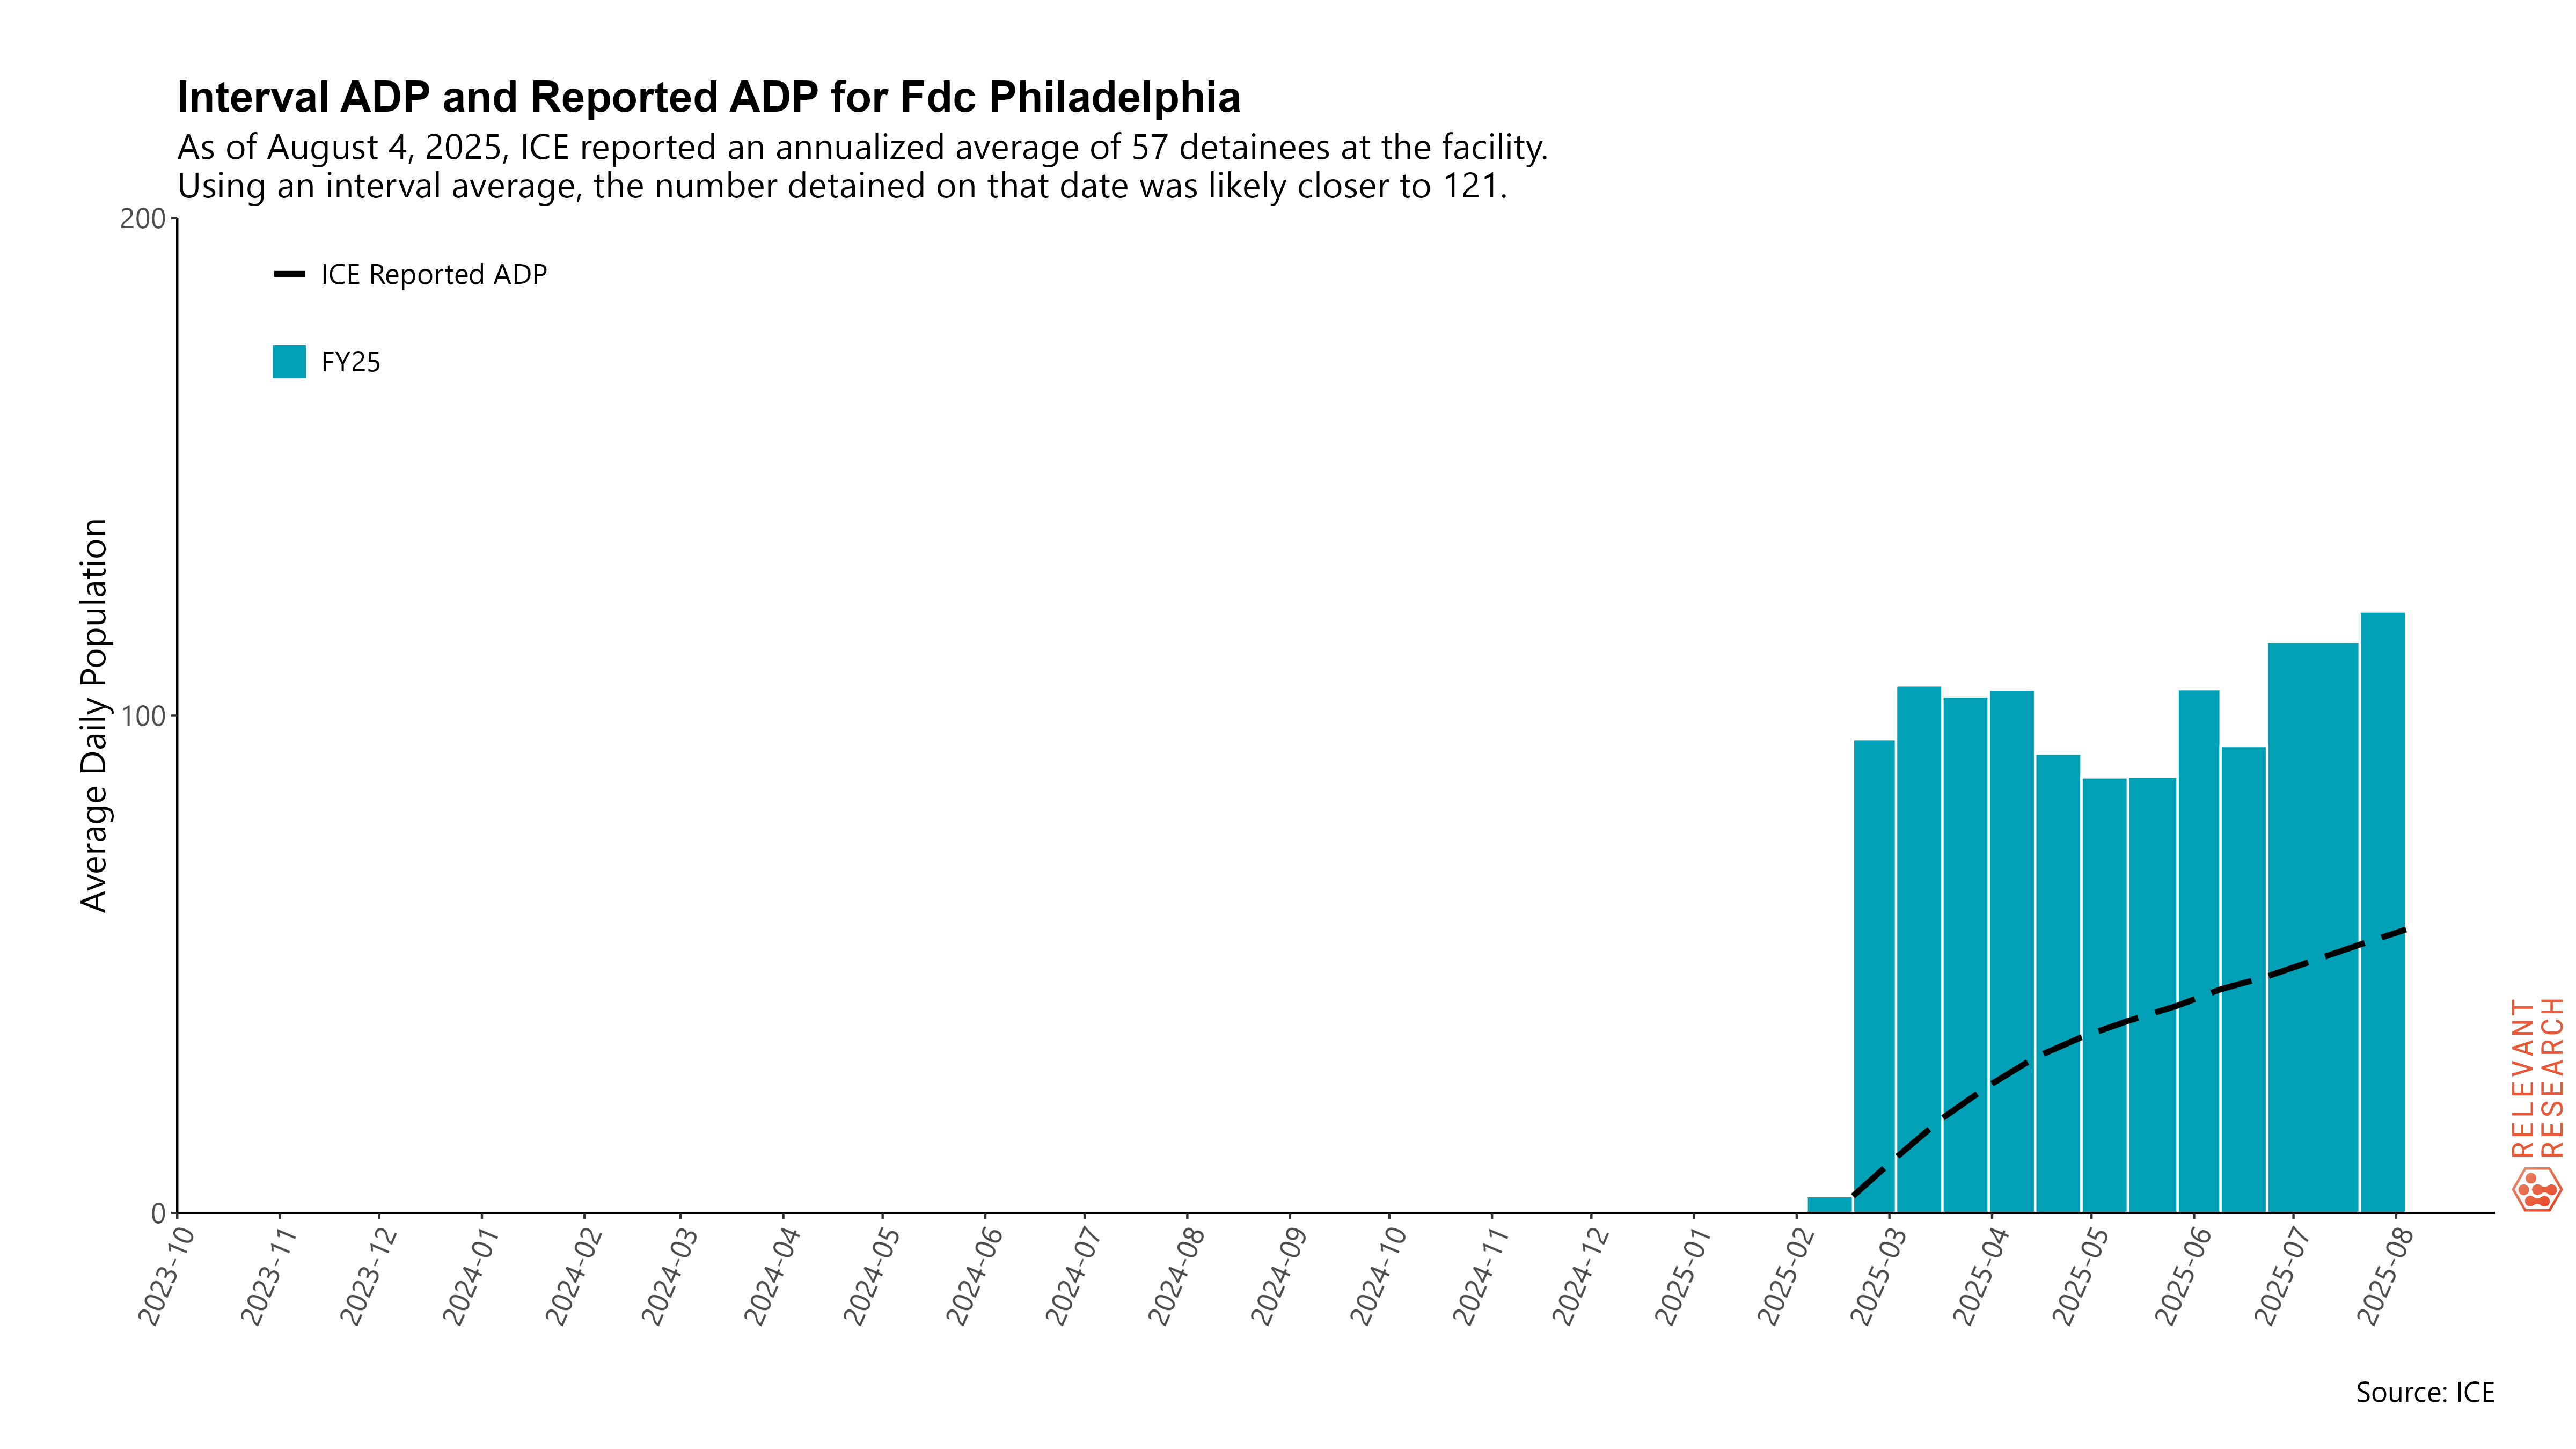 Interval ADP and Reported ADP for Fdc Philadelphia
As of August 4, 2025, ICE reported an annualized average of 57 detainees at the facility.
Using an interval average, the number detained on that date was likely closer to 121.
200
ICE Reported ADP
FY25
Average Daily Population
100
0
2023-10
2023-11
2023-12
2024-01
2024-02
2024-03
2024-04
2024-05
2024-06
2024-07
2024-08
2024-09
2024-10
2024-11
2024-12
2025-01
2025-02
2025-03
2025-04
2025-05
2025-06
2025-07
2025-08
RELEVANT
RESEARCH
Source: ICE